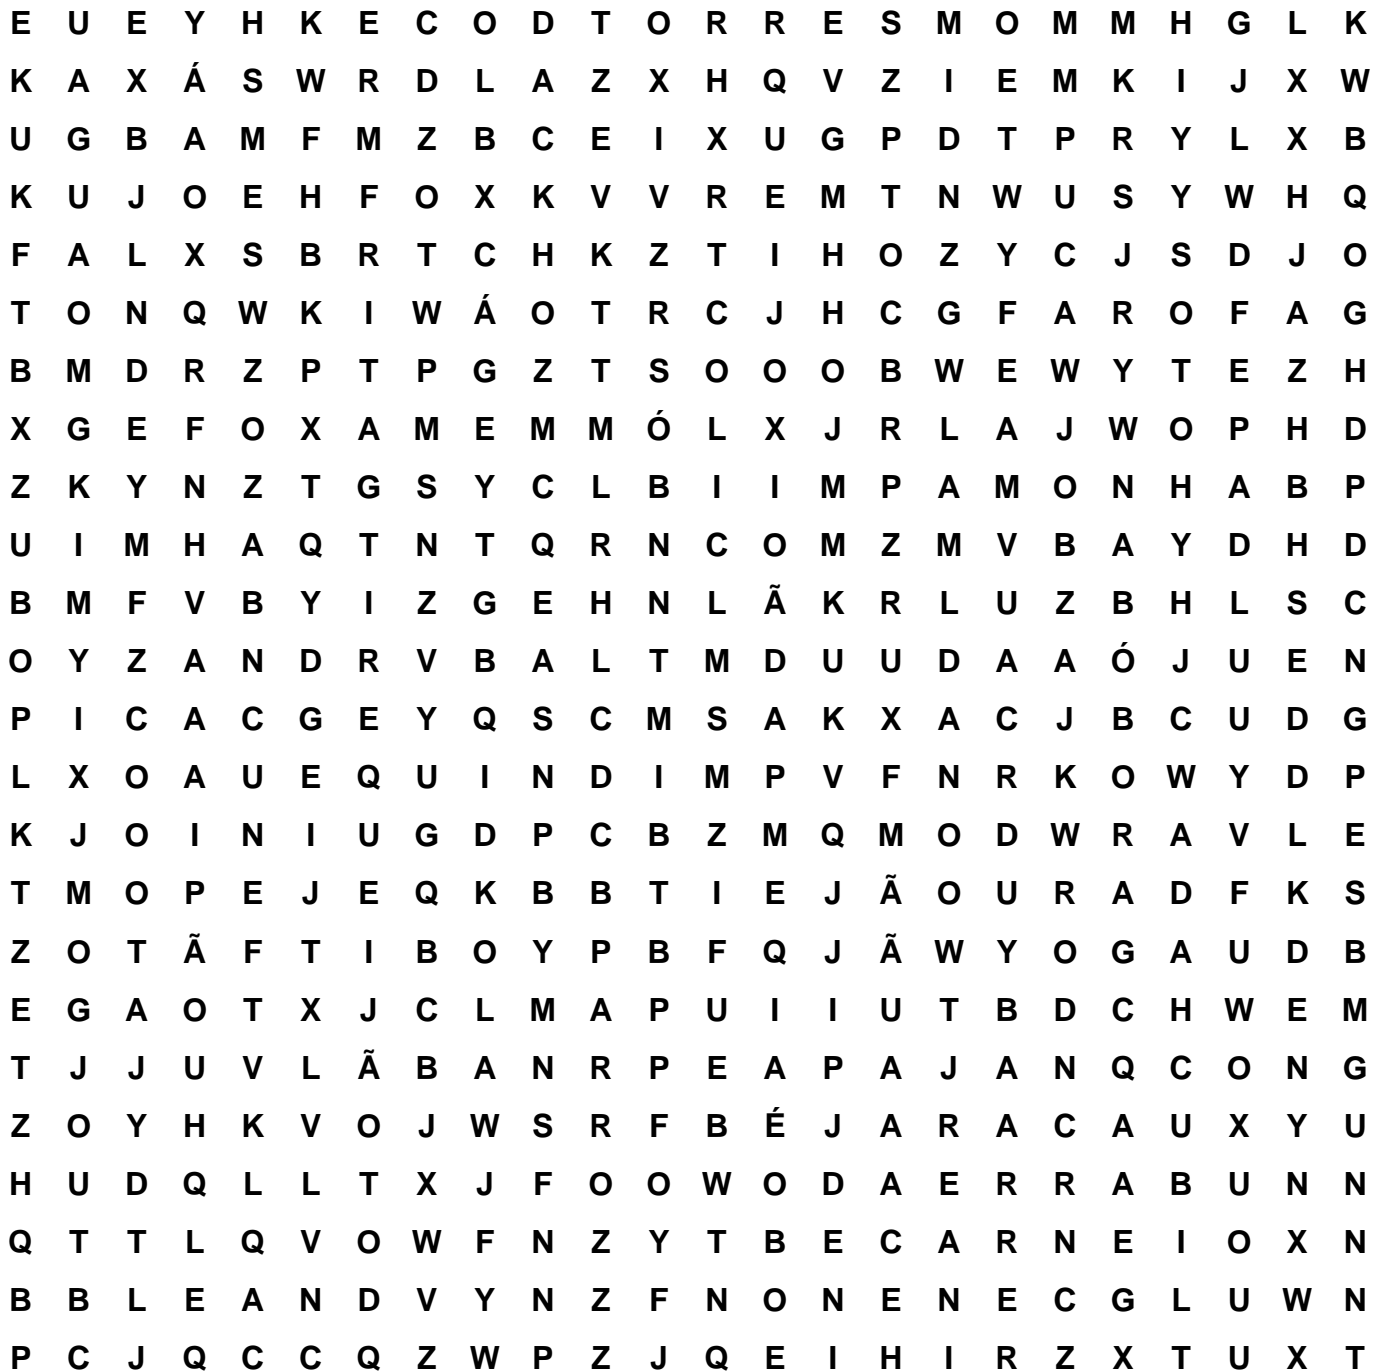 E U E Y H K E C O D T O R R E S M O M M H G L K
K A X Á S W R D L A Z X H Q V Z I E M K I J X W
U G B A M F M Z B C E I X U G P D T P R Y L X B
K U J O E H F O X K V V R E M T N W U S Y W H Q
F A L X S B R T C H K Z T I H O Z Y C J S D J O
T O N Q W K I W Á O T R C J H C G F A R O F A G
B M D R Z P T P G Z T S O O O B W E W Y T E Z H
X G E F O X A M E M M Ó L X J R L A J W O P H D
Z K Y N Z T G S Y C L B I I M P A M O N H A B P
U I M H A Q T N T Q R N C O M Z M V B A Y D H D
B M F V B Y I Z G E H N L Ã K R L U Z B H L S C
O Y Z A N D R V B A L T M D U U D A A Ó J U E N
P I C A C G E Y Q S C M S A K X A C J B C U D G
L X O A U E Q U I N D I M P V F N R K O W Y D P
K J O I N I U G D P C B Z M Q M O D W R A V L E
T M O P E J E Q K B B T I E J Ã O U R A D F K S
Z O T Ã F T I B O Y P B F Q J Ã W Y O G A U D B
E G A O T X J C L M A P U I I U T B D C H W E M
T J J U V L Ã B A N R P E A P A J A N Q C O N G
Z O Y H K V O J W S R F B É J A R A C A U X Y U
H U D Q L L T X J F O O W O D A E R R A B U N N
Q T T L Q V O W F N Z Y T B E C A R N E I O X N
B B L E A N D V Y N Z F N O N E N E C G L U W N
P C J Q C C Q Z W P Z J Q E I H I R Z X T U X T